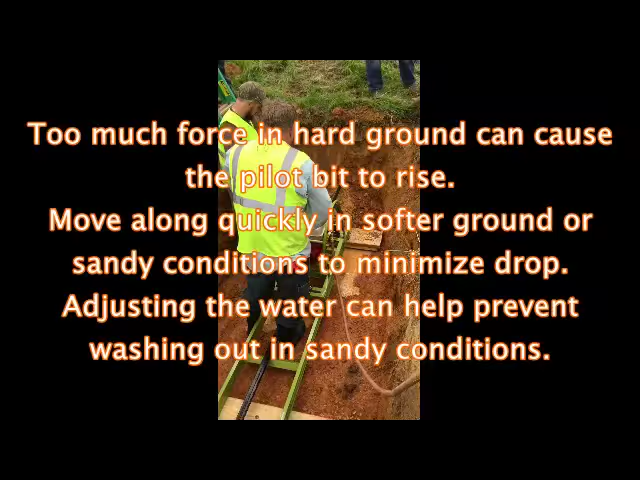 Too much force in hard ground can cause
the pilot bit to rise.
Move along quickly in softer ground or
sandy conditions to minimize drop.
Adjusting the water can help prevent
washing out in sandy conditions.